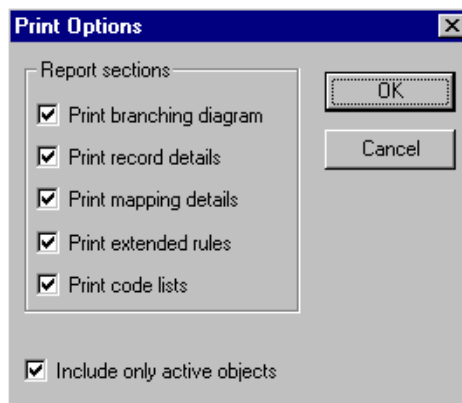 Print Options
Report sections
Print branching diagram
Print record details
Print mapping details
Print extended rules
Print code lists
OK
Cancel
Include only active objects